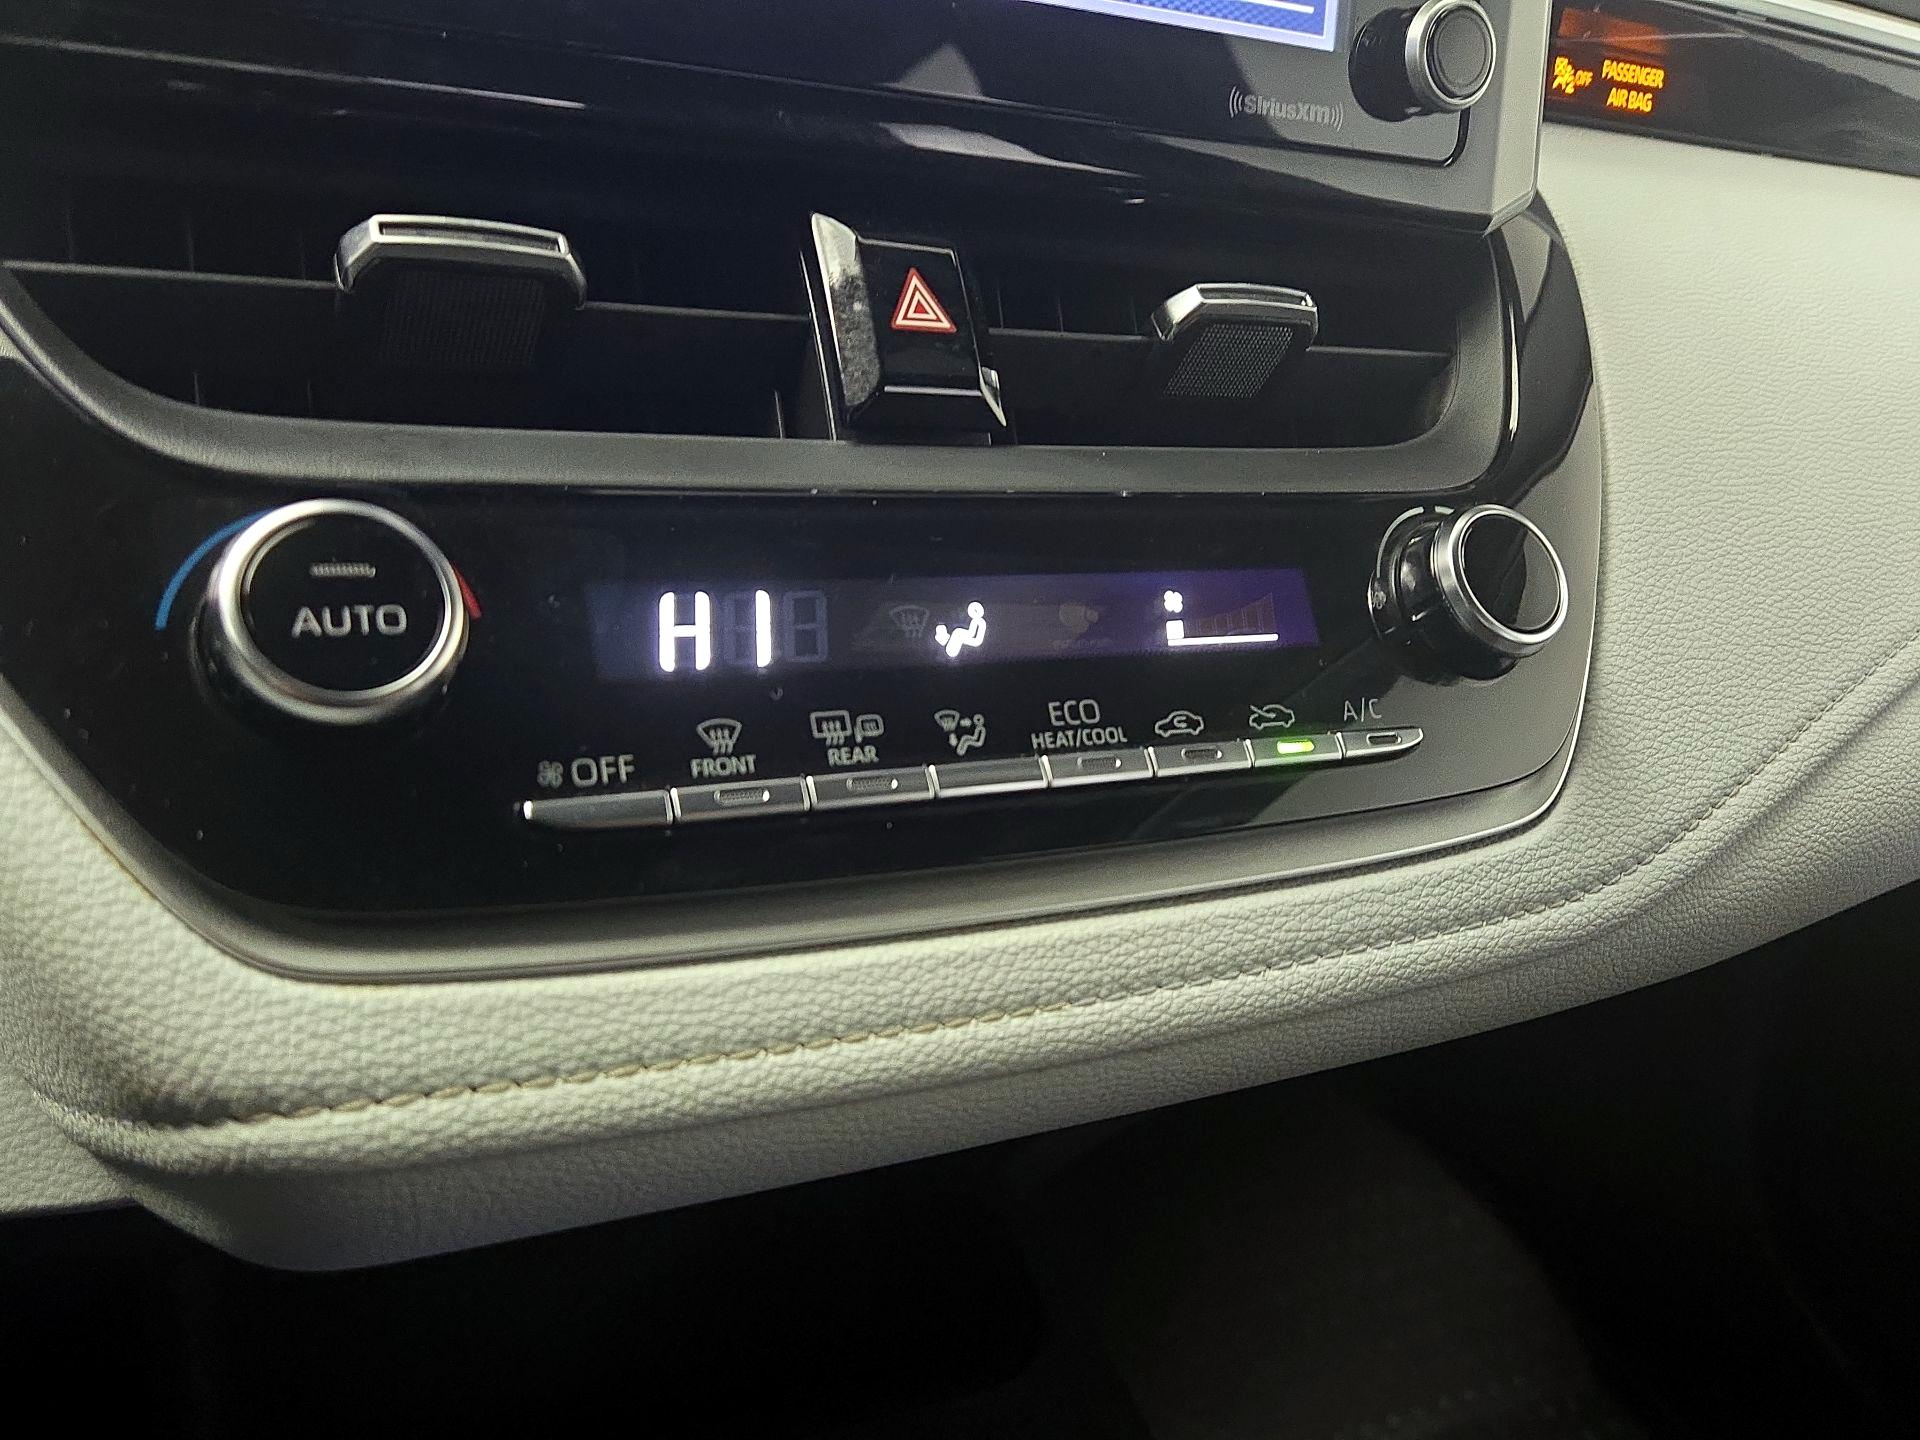 SiriusXM
OFF PASSENGER
AIR BAG
AUTO
HI
OFF
FRONT
REAR
ECO
HEAT/COOL
A/C